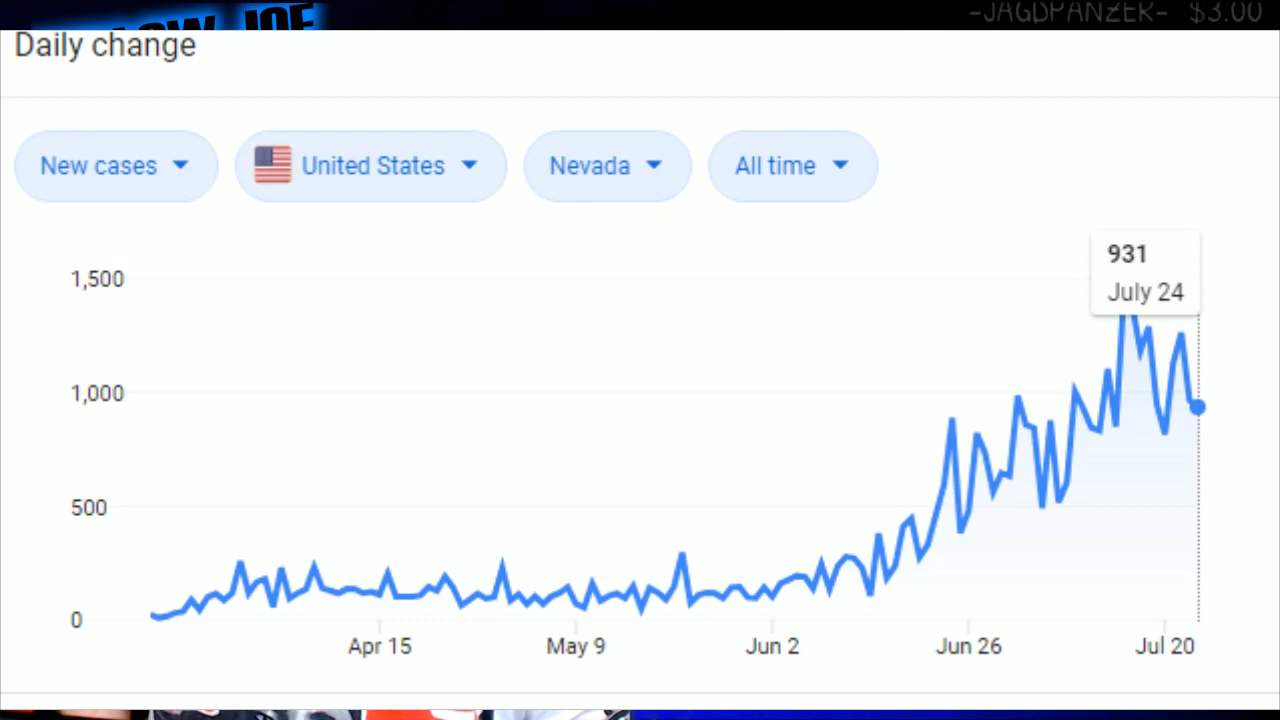 -JAGDPANZER- $3.00
Daily change
New cases
United States
Nevada
All time
931
July 24
1,500
1,000
500
0
Apr 15
May 9
Jun 2
Jun 26
Jul 20